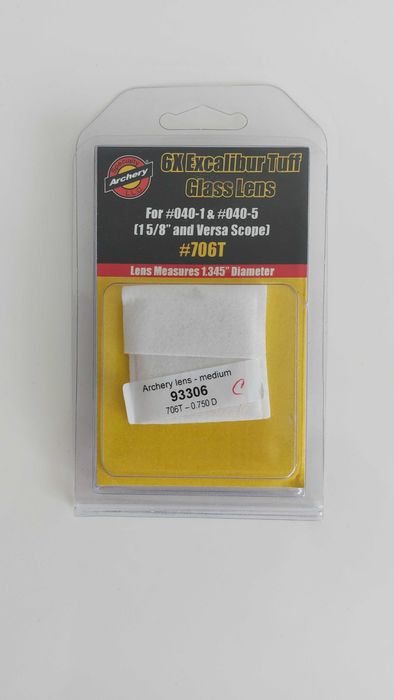 Specialty
Archery
L.L.C.
6X Excalibur Tuff
Glass Lens
For #040-1 & #040-5
(1 5/8" and Versa Scope)
#706T
Lens Measures 1.345" Diameter
Archery lens - medium
93306
706T – 0.750 D